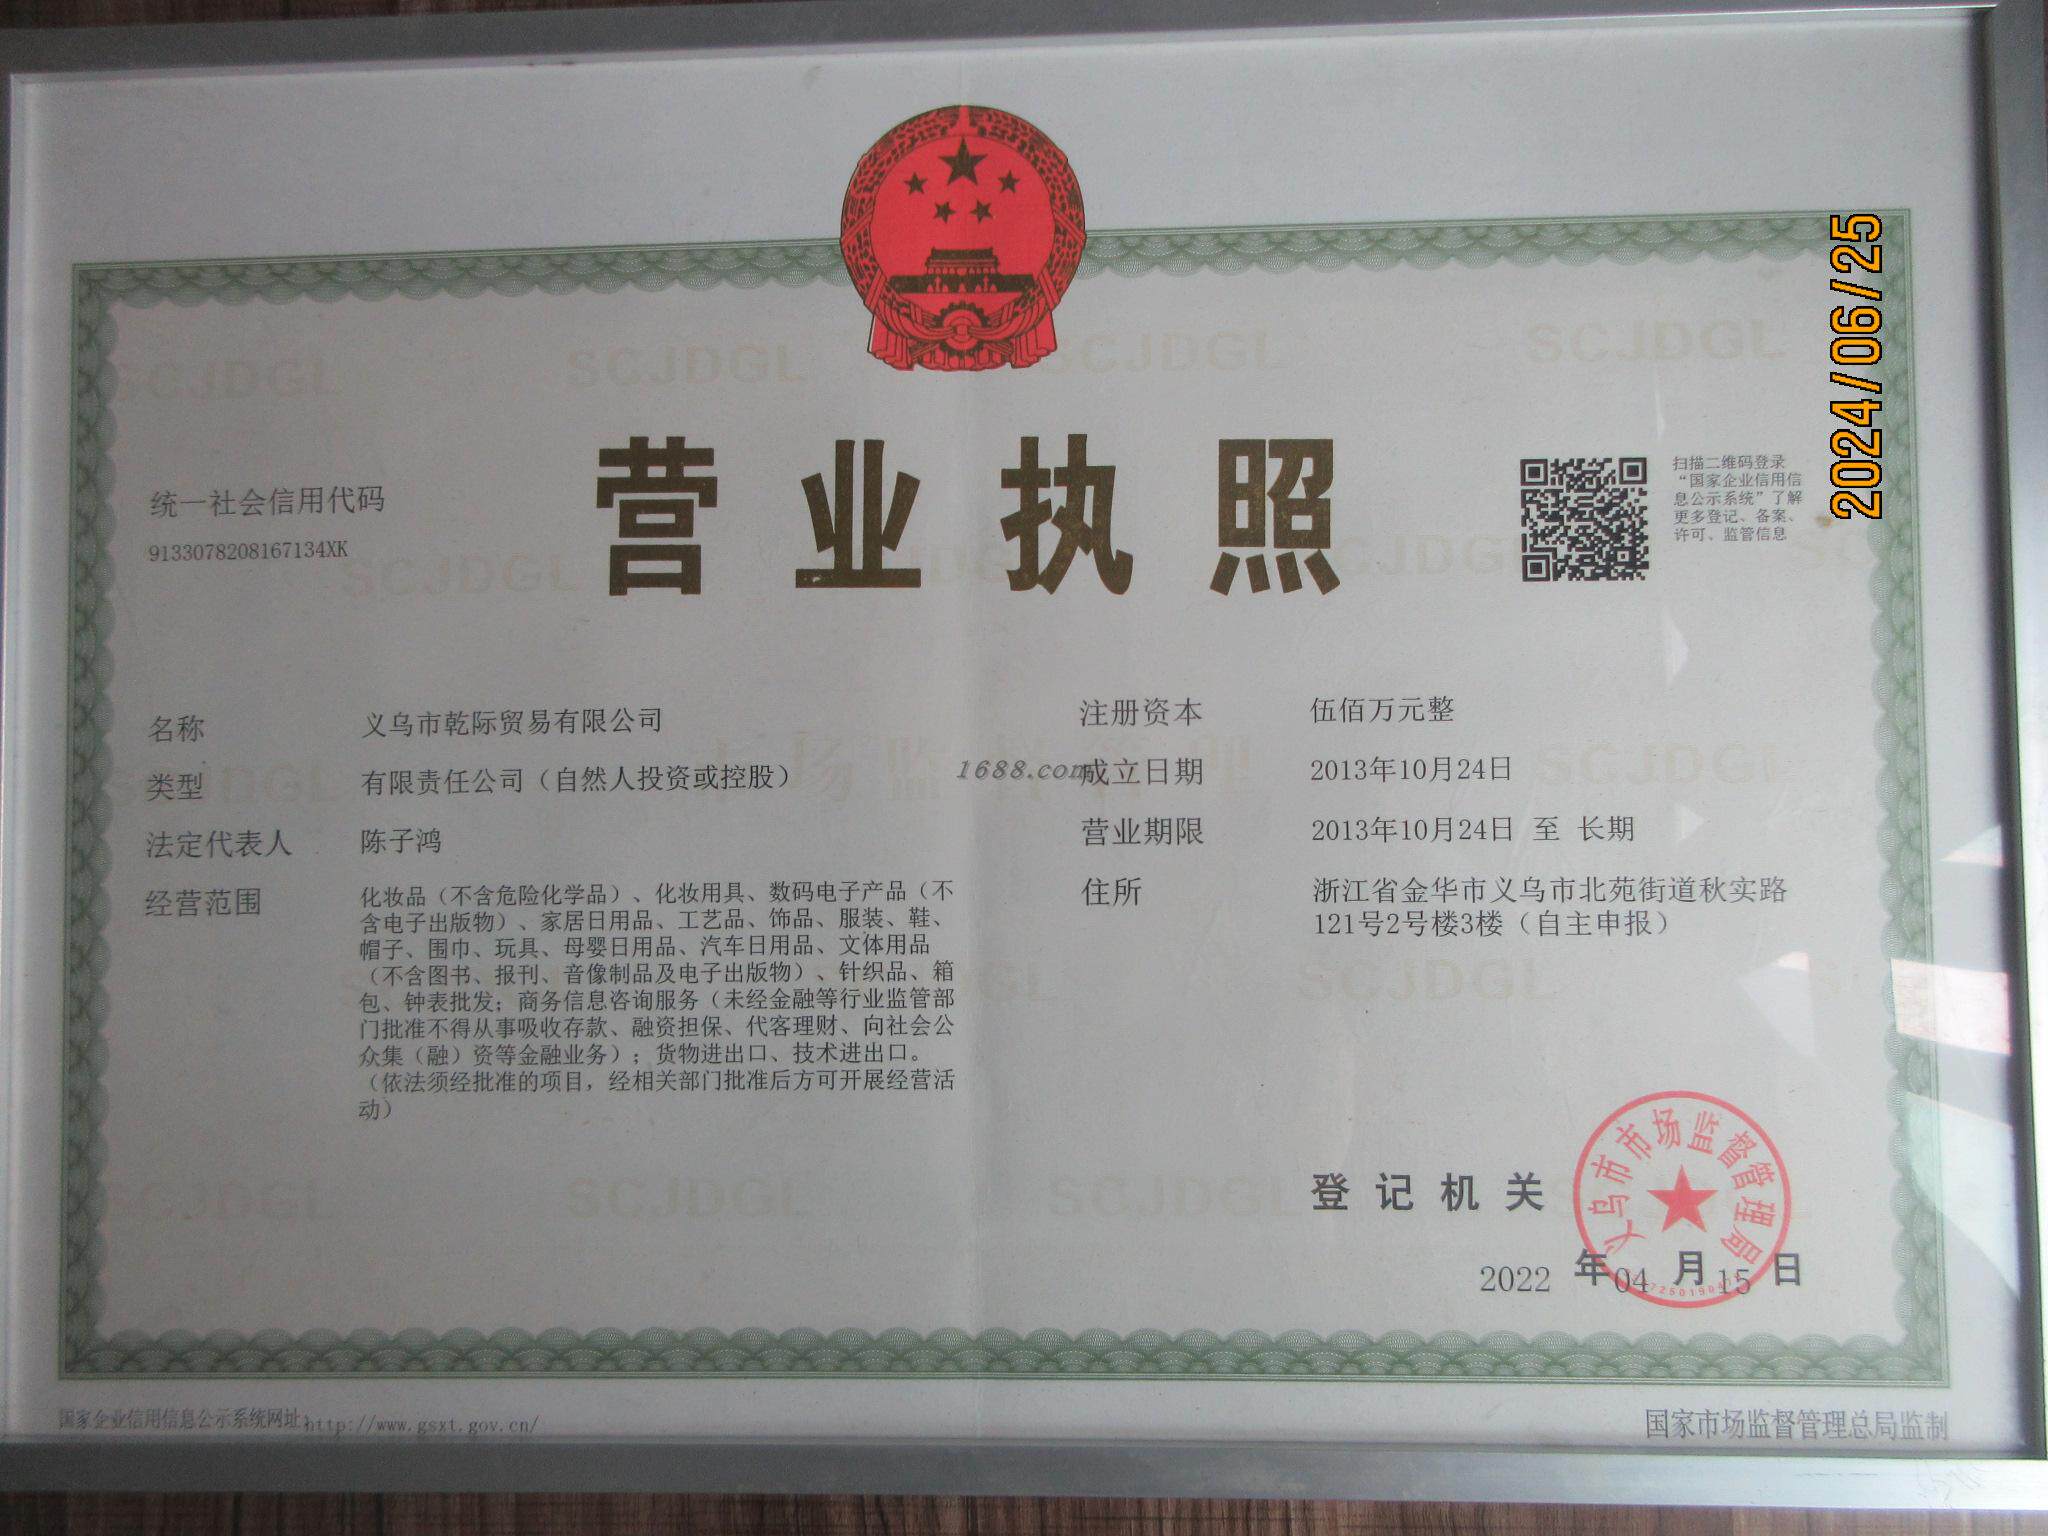 2024/06/25
营业执照
统一社会信用代码
9133078208167134XK
扫描二维码登录
“国家企业信用信
息公示系统”了解
更多登记、备案、
许可、监管信息
名称 义乌市乾际贸易有限公司
类型 有限责任公司（自然人投资或控股）
法定代表人 陈子鸿
经营范围 化妆品（不含危险化学品）、化妆用具、数码电子产品（不
含电子出版物）、家居日用品、工艺品、饰品、服装、鞋、
帽子、围巾、玩具、母婴日用品、汽车日用品、文体用品
（不含图书、报刊、音像制品及电子出版物）、针织品、箱
包、钟表批发；商务信息咨询服务（未经金融等行业监管部
门批准不得从事吸收存款、融资担保、代客理财、向社会公
众集（融）资等金融业务）；货物进出口、技术进出口。
（依法须经批准的项目，经相关部门批准后方可开展经营活
动）
1688.com
注册资本 伍佰万元整
成立日期 2013年10月24日
营业期限 2013年10月24日 至 长期
住所 浙江省金华市义乌市北苑街道秋实路
121号2号楼3楼（自主申报）
登记机关
义乌市市场监督管理局
2022 年 04 月 15 日
国家企业信用信息公示系统网址：http://www.gsxt.gov.cn/
国家市场监督管理总局监制
SCJDGL
SCJDGL
SCJDGL
SCJDGL
SCJDGL
SCJDGL
SCJDGL
SCJDGL
SCJDGL
SCJDGL